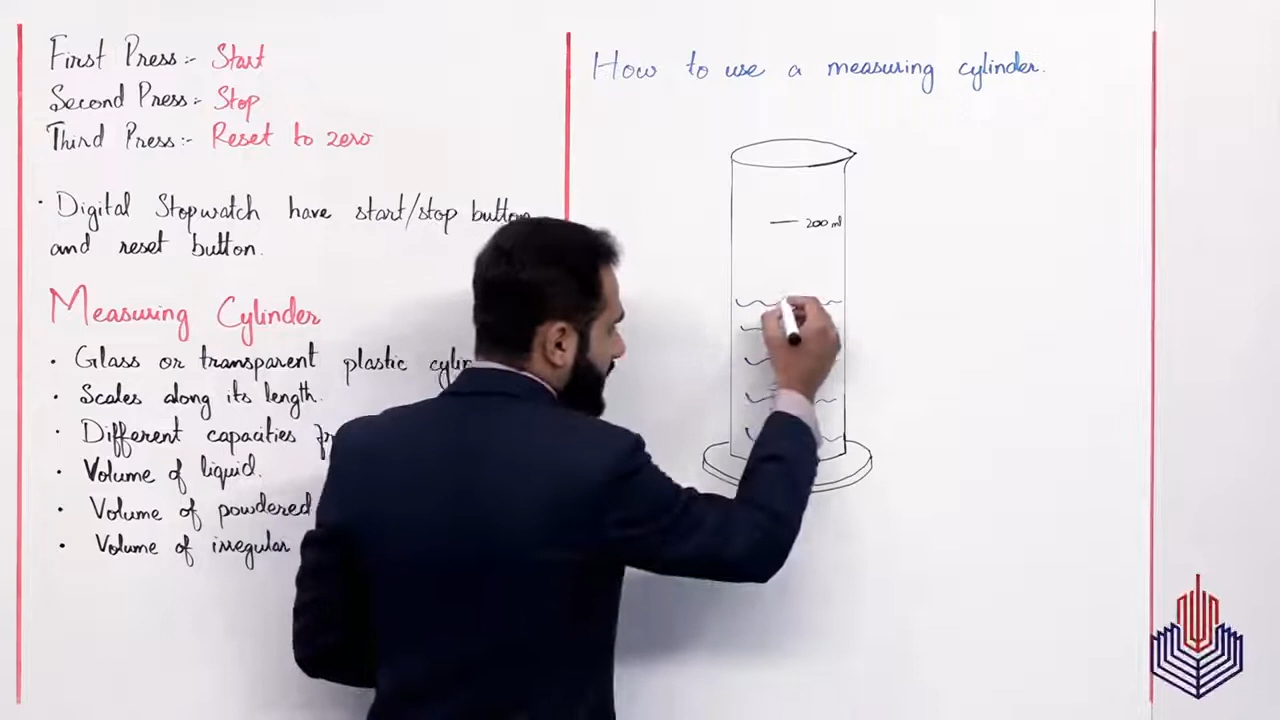 First Press:- Start
Second Press:- Stop
Third Press:- Reset to zero
· Digital Stopwatch have start/stop button
and reset button.
Measuring Cylinder
· Glass or transparent plastic
· Scales along its length.
· Different capacities
· Volume of liquid.
· Volume of powdered
· Volume of irregular
How to use a measuring cylinder.
200 ml